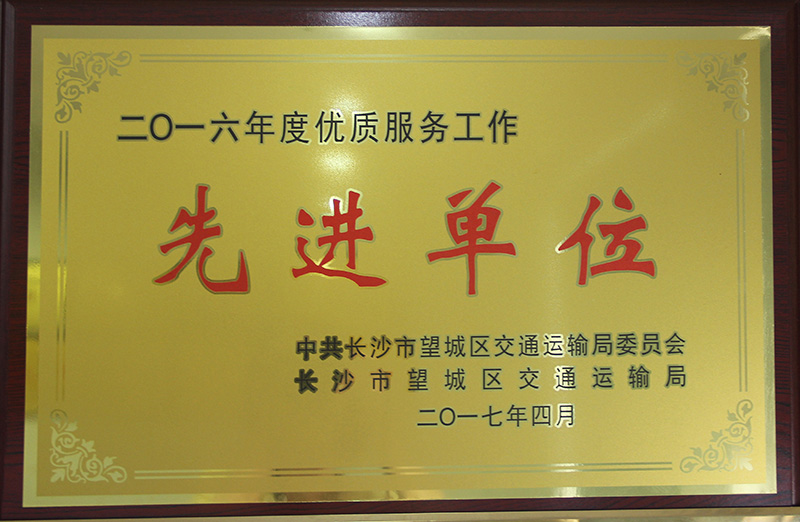 二〇一六年度优质服务工作
先进单位
中共长沙市望城区交通运输局委员会
长沙市望城区交通运输局
二〇一七年四月